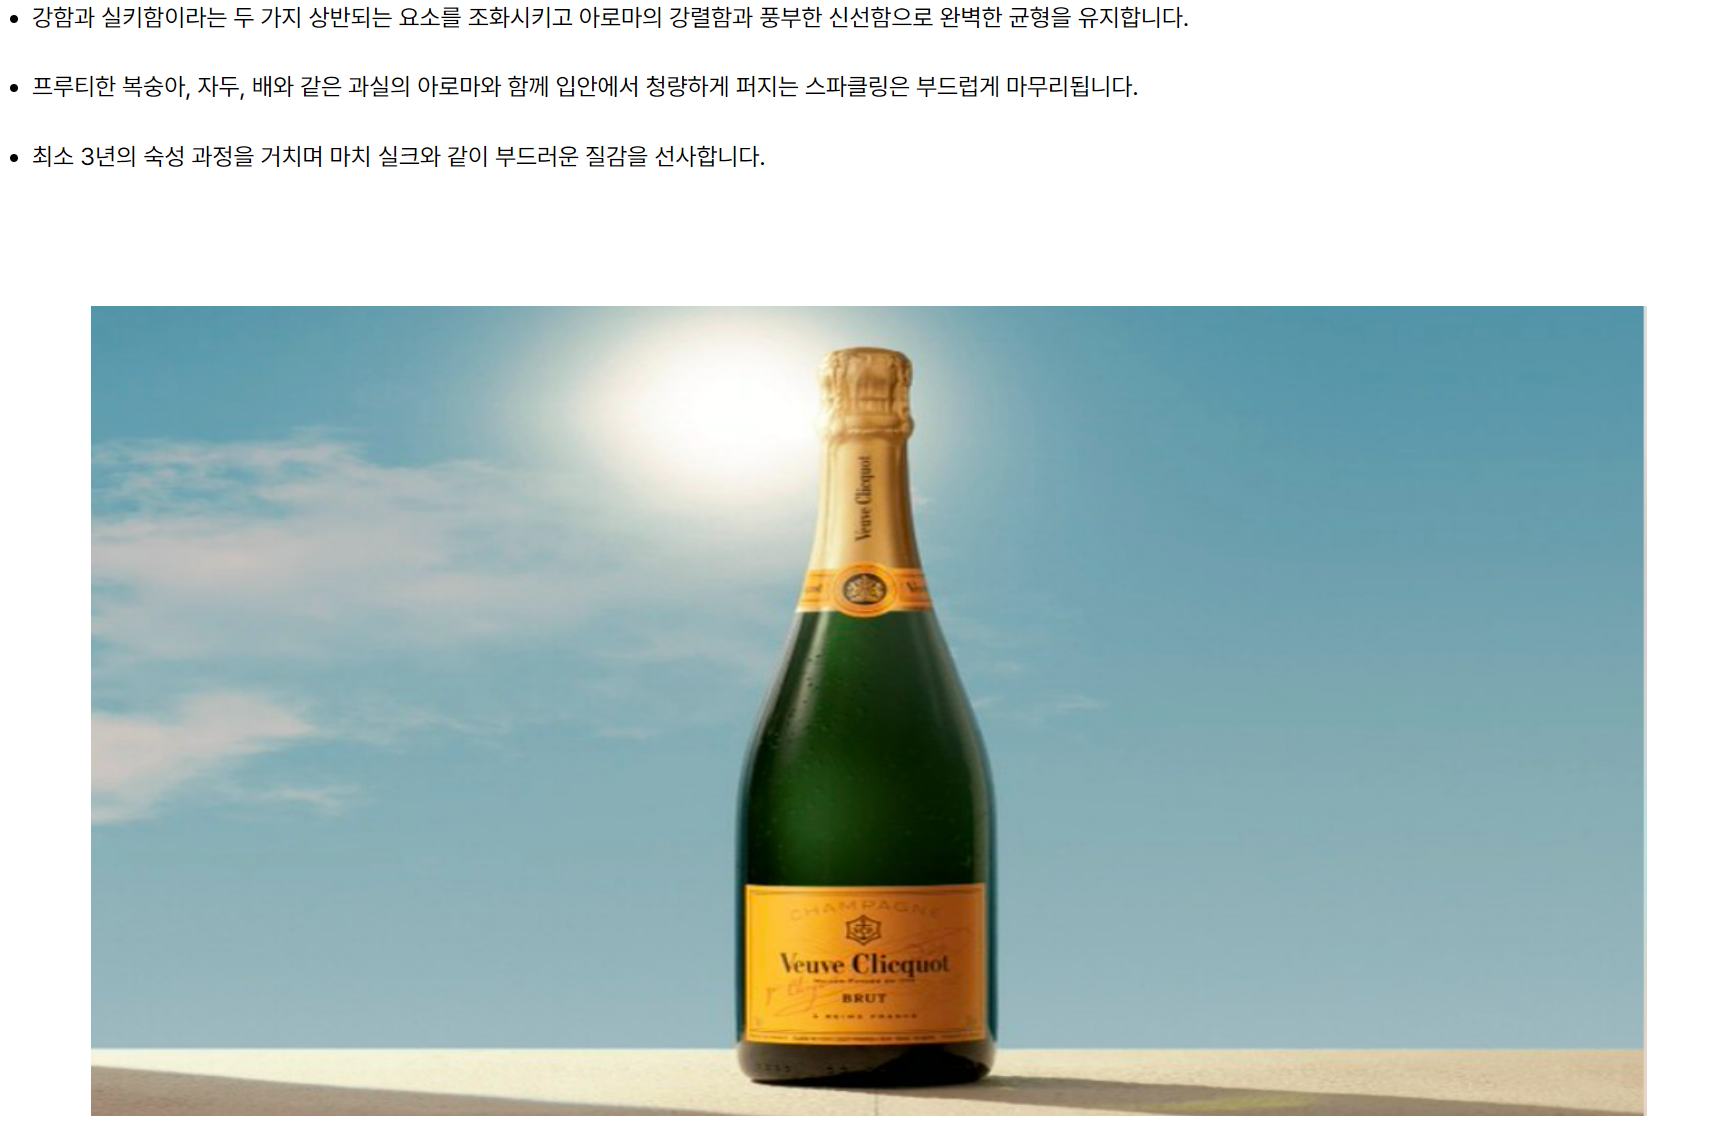 강함과 실키함이라는 두 가지 상반되는 요소를 조화시키고 아로마의 강렬함과 풍부한 신선함으로 완벽한 균형을 유지합니다.
프루티한 복숭아, 자두, 배와 같은 과실의 아로마와 함께 입안에서 청량하게 퍼지는 스파클링은 부드럽게 마무리됩니다.
최소 3년의 숙성 과정을 거치며 마치 실크와 같이 부드러운 질감을 선사합니다.
Veuve Clicquot
CHAMPAGNE
Veuve Clicquot
BRUT
A REIMS FRANCE